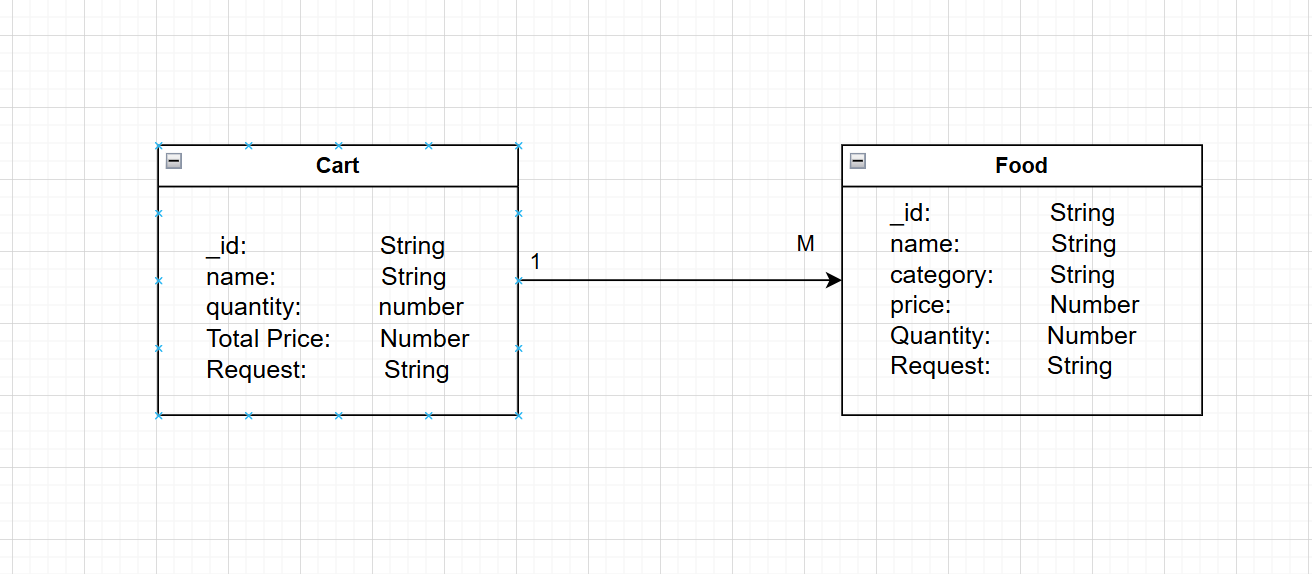 Cart
_id: String
name: String
quantity: number
Total Price: Number
Request: String
1
M
Food
_id: String
name: String
category: String
price: Number
Quantity: Number
Request: String